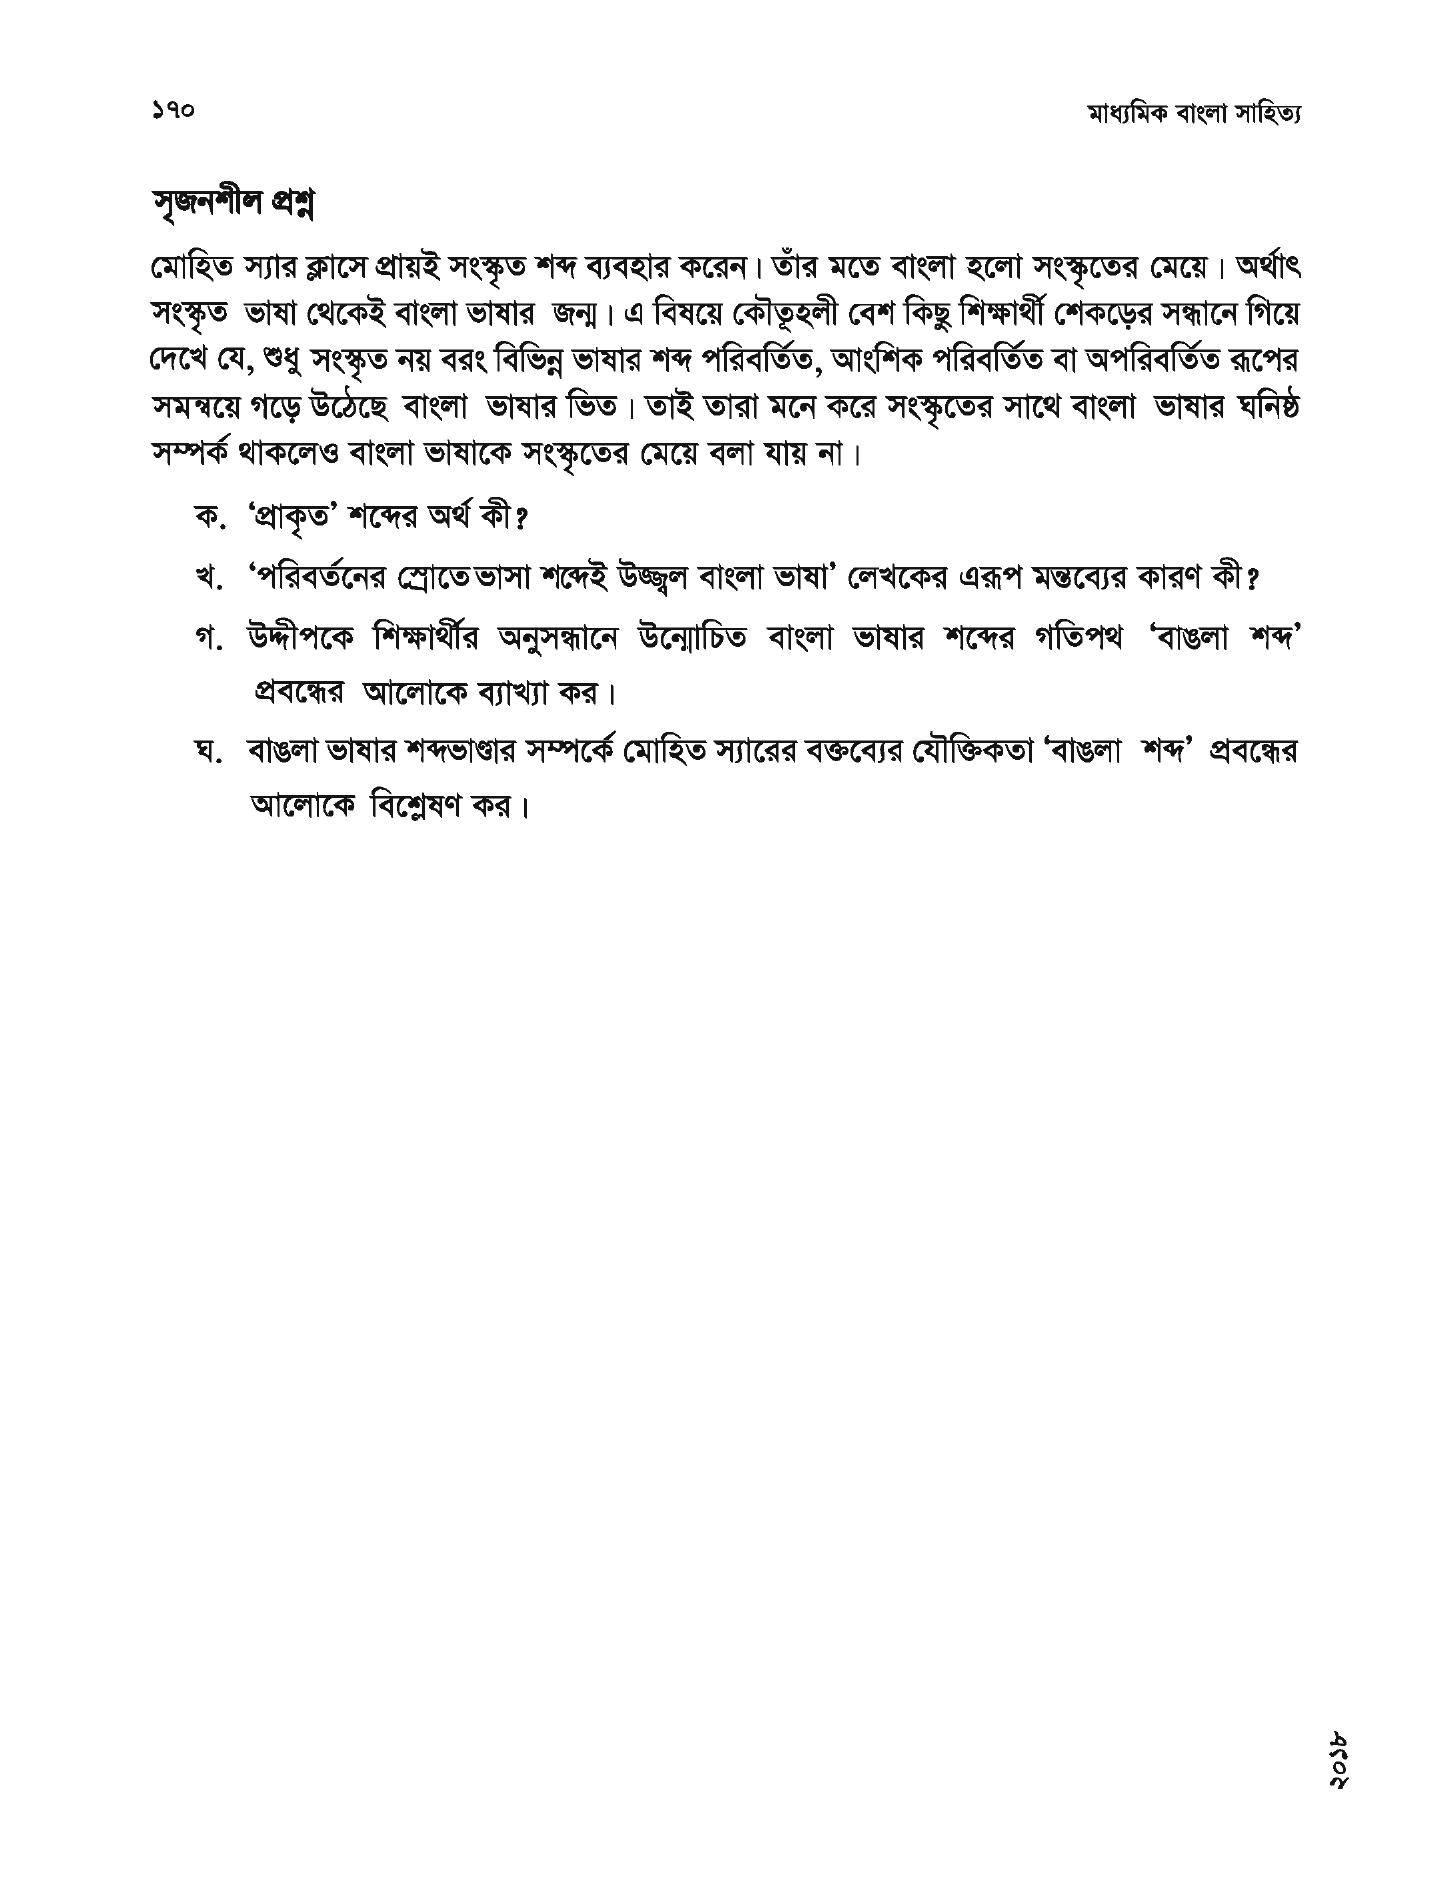 ১৭০
মাধ্যমিক বাংলা সাহিত্য
সৃজনশীল প্রশ্ন
মোহিত স্যার ক্লাসে প্রায়ই সংস্কৃত শব্দ ব্যবহার করেন। তাঁর মতে বাংলা হলো সংস্কৃতের মেয়ে। অর্থাৎ
সংস্কৃত ভাষা থেকেই বাংলা ভাষার জন্ম। এ বিষয়ে কৌতূহলী বেশ কিছু শিক্ষার্থী শেকড়ের সন্ধানে গিয়ে
দেখে যে, শুধু সংস্কৃত নয় বরং বিভিন্ন ভাষার শব্দ পরিবর্তিত, আংশিক পরিবর্তিত বা অপরিবর্তিত রূপের
সমন্বয়ে গড়ে উঠেছে বাংলা ভাষার ভিত। তাই তারা মনে করে সংস্কৃতের সাথে বাংলা ভাষার ঘনিষ্ঠ
সম্পর্ক থাকলেও বাংলা ভাষাকে সংস্কৃতের মেয়ে বলা যায় না।
ক. ‘প্রাকৃত’ শব্দের অর্থ কী?
খ. ‘পরিবর্তনের স্রোতে ভাসা শব্দেই উজ্জ্বল বাংলা ভাষা’ লেখকের এরূপ মন্তব্যের কারণ কী?
গ. উদ্দীপকে শিক্ষার্থীর অনুসন্ধানে উন্মোচিত বাংলা ভাষার শব্দের গতিপথ ‘বাঙলা শব্দ’
প্রবন্ধের আলোকে ব্যাখ্যা কর।
ঘ. বাঙলা ভাষার শব্দভাণ্ডার সম্পর্কে মোহিত স্যারের বক্তব্যের যৌক্তিকতা ‘বাঙলা শব্দ’ প্রবন্ধের
আলোকে বিশ্লেষণ কর।
২০১৮